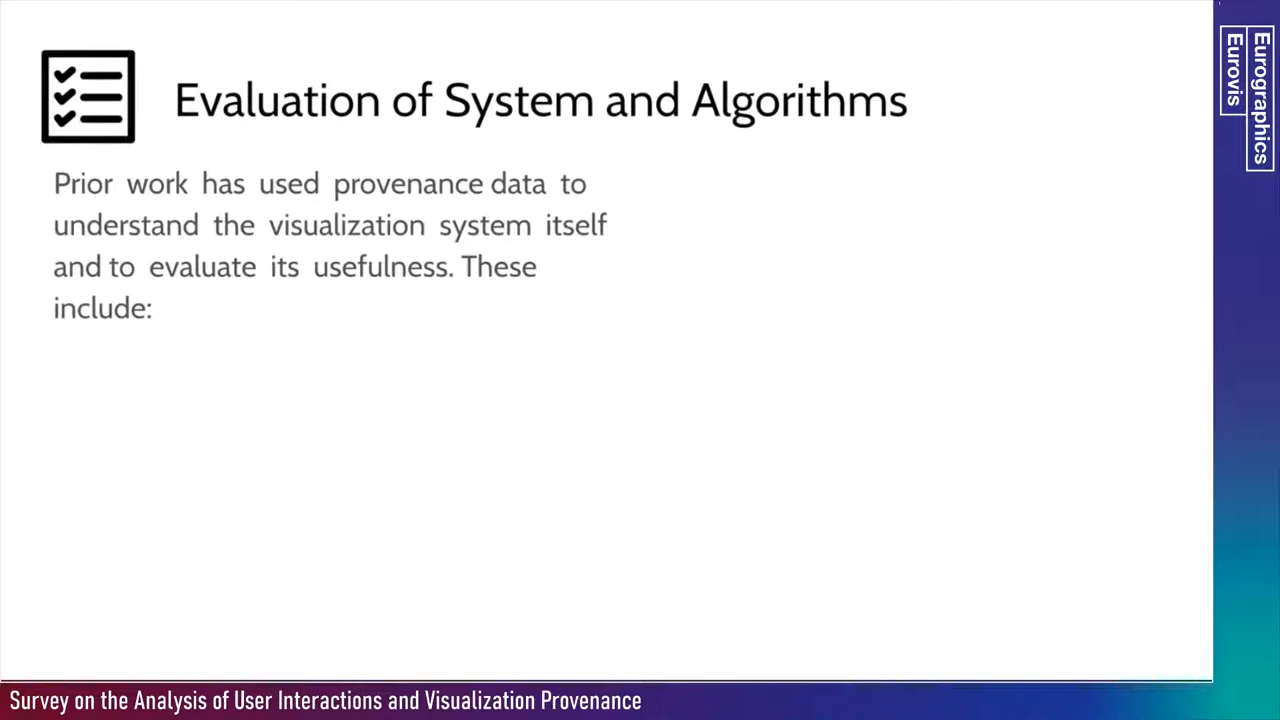 Evaluation of System and Algorithms
Prior work has used provenance data to
understand the visualization system itself
and to evaluate its usefulness. These
include:
Eurographics
Eurovis
Survey on the Analysis of User Interactions and Visualization Provenance